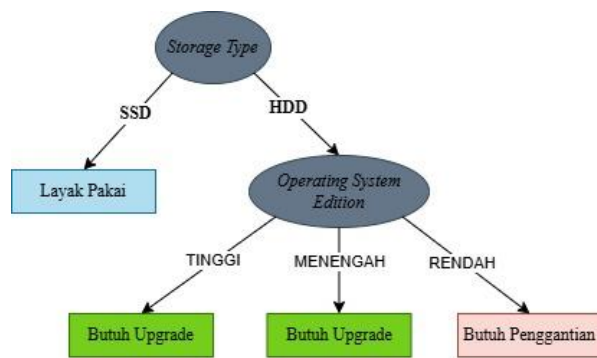 Storage Type
SSD
HDD
Layak Pakai
Operating System
Edition
TINGGI
MENENGAH
RENDAH
Butuh Upgrade
Butuh Upgrade
Butuh Penggantian